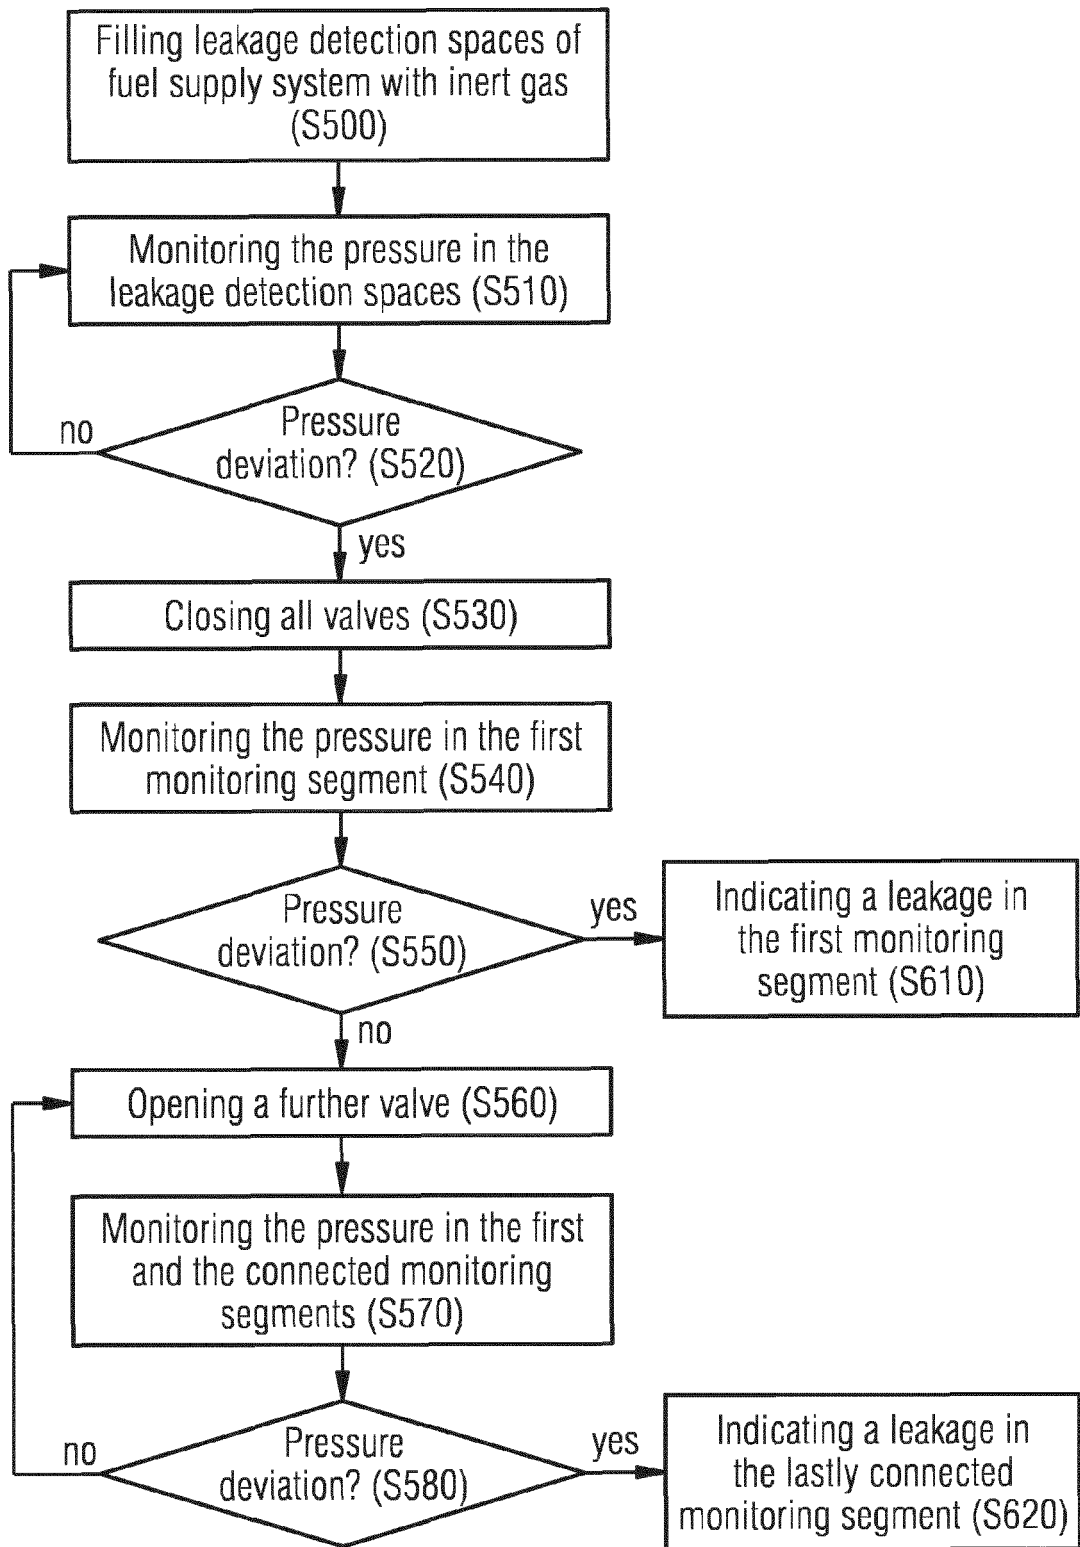 Filling leakage detection spaces of
fuel supply system with inert gas
(S500)
Monitoring the pressure in the
leakage detection spaces (S510)
Pressure
deviation? (S520)
no
yes
Closing all valves (S530)
Monitoring the pressure in the first
monitoring segment (S540)
Pressure
deviation? (S550)
yes
Indicating a leakage in
the first monitoring
segment (S610)
no
Opening a further valve (S560)
Monitoring the pressure in the first
and the connected monitoring
segments (S570)
Pressure
deviation? (S580)
no
yes
Indicating a leakage in
the lastly connected
monitoring segment (S620)